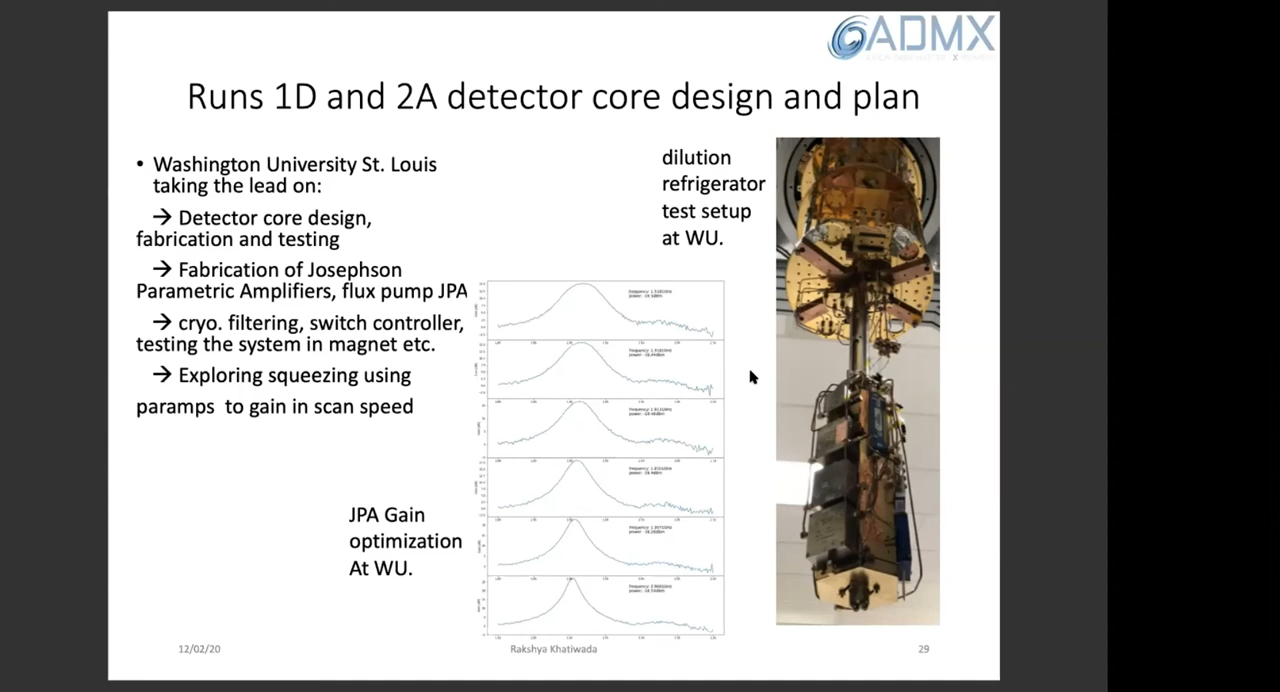 ADMX
Runs 1D and 2A detector core design and plan
• Washington University St. Louis
taking the lead on:
→ Detector core design,
fabrication and testing
→ Fabrication of Josephson
Parametric Amplifiers, flux pump JPA
→ cryo. filtering, switch controller,
testing the system in magnet etc.
→ Exploring squeezing using
paramps to gain in scan speed
dilution
refrigerator
test setup
at WU.
JPA Gain
optimization
At WU.
12/02/20
Rakshya Khatiwada
29